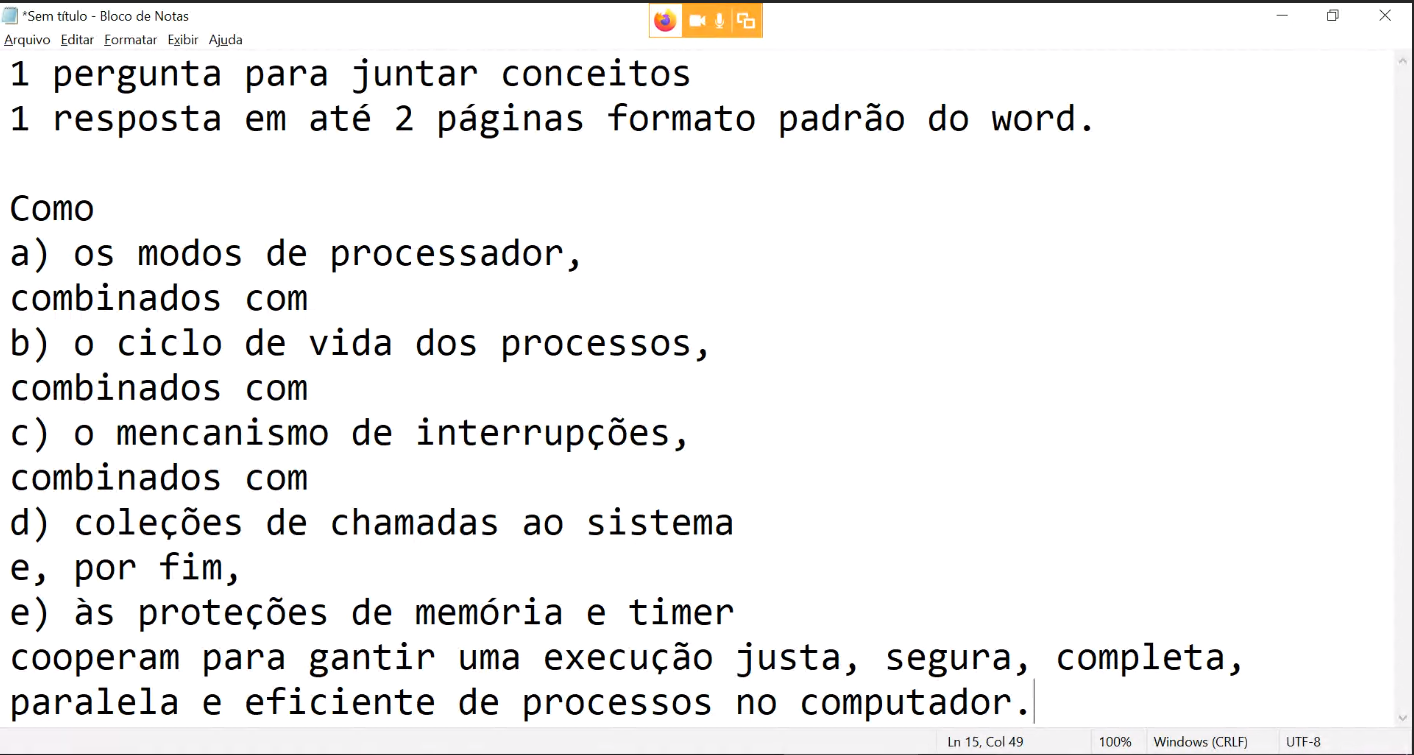 *Sem título - Bloco de Notas
Arquivo Editar Formatar Exibir Ajuda
1 pergunta para juntar conceitos
1 resposta em até 2 páginas formato padrão do word.
Como
a) os modos de processador,
combinados com
b) o ciclo de vida dos processos,
combinados com
c) o mencanismo de interrupções,
combinados com
d) coleções de chamadas ao sistema
e, por fim,
e) às proteções de memória e timer
cooperam para gantir uma execução justa, segura, completa,
paralela e eficiente de processos no computador.
Ln 15, Col 49 100% Windows (CRLF) UTF-8